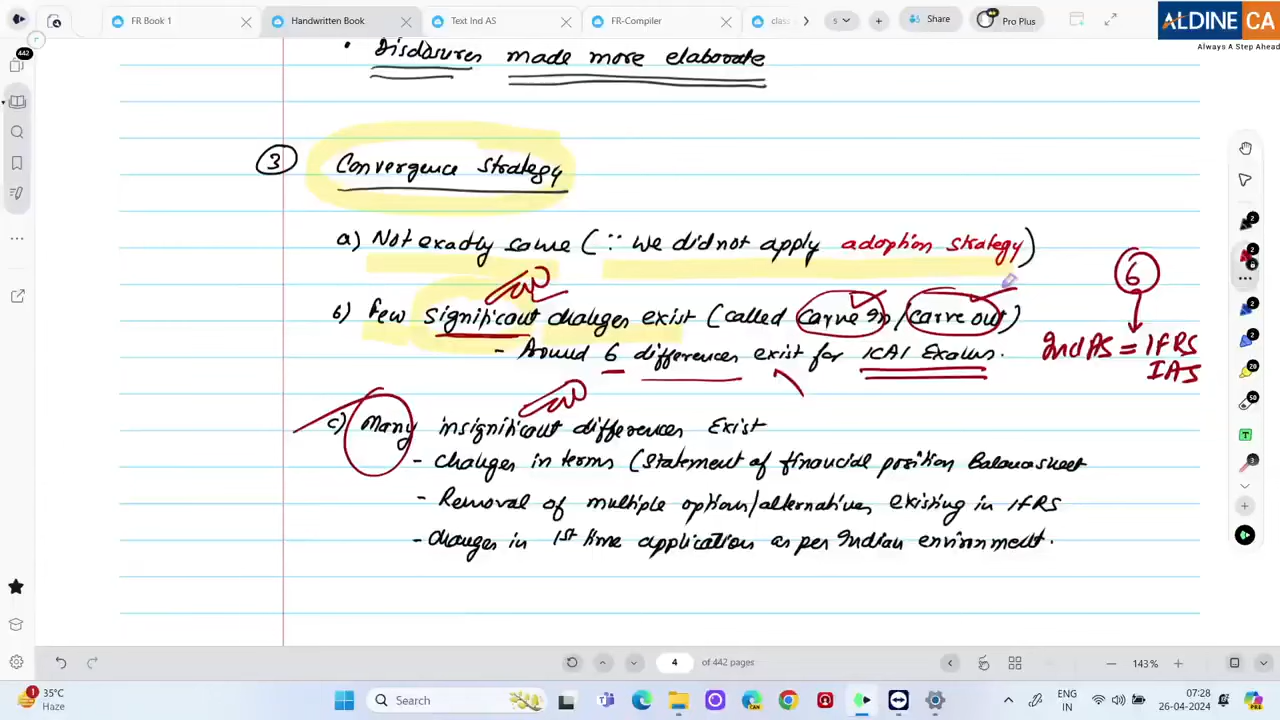 FR Book 1
Handwritten Book
Text Ind AD
FR-Compiler
class
s
Share
Pro Plus
ALDINE CA
Always A Step Ahead
442
• Disclosures made more elaborate
③ Convergence Strategy
a) Not exactly same (∵ we did not apply adoption strategy)
6
b) Few significant changes exist (called Carve In/Carve out)
Ind AS = IFRS
IAS
- Around 6 differences exist for ICAI Exams.
c) Many insignificant differences Exist
- Changes in terms (Statement of financial position Balance sheet
- Removal of multiple options/alternatives existing in IFRS
- Changes in 1st time application as per Indian environment.
4 of 442 pages
143%
1
35°C
Haze
Search
ENG
IN
07:28
26-04-2024